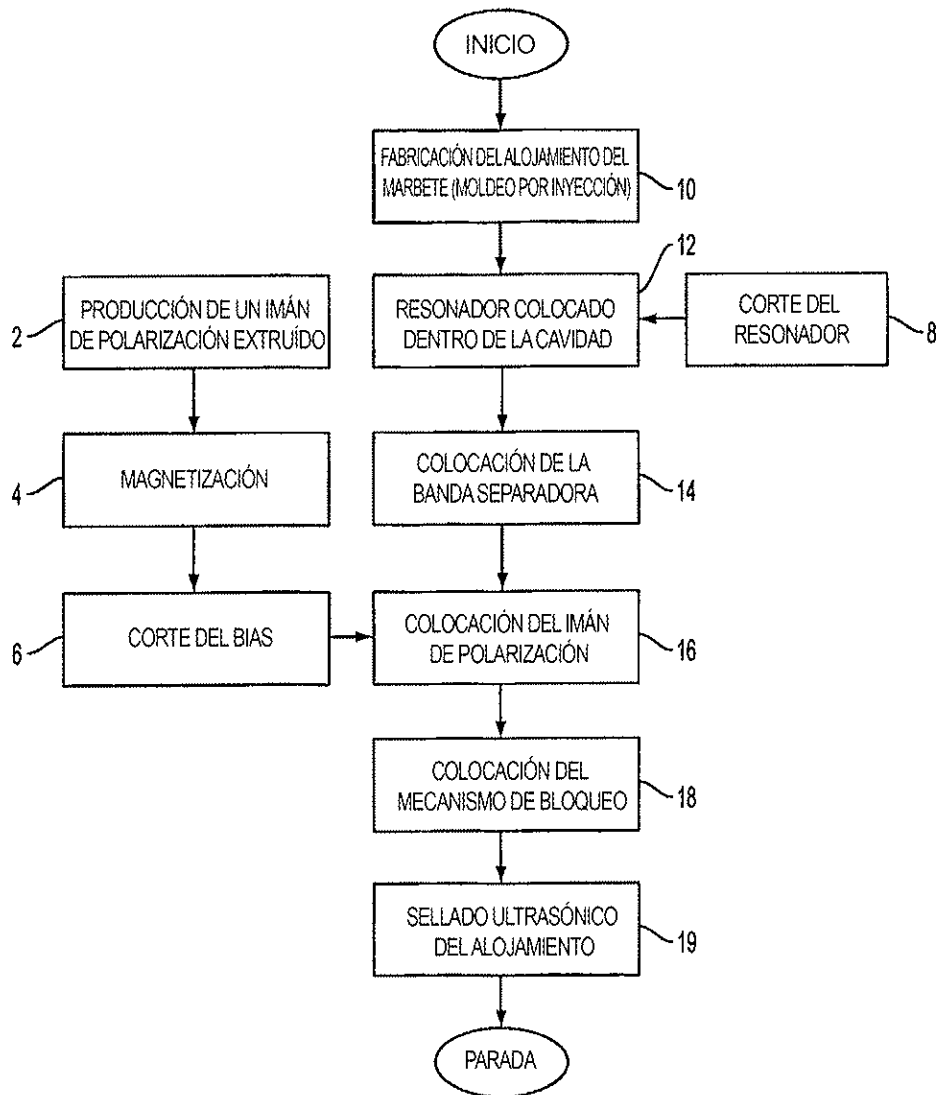 INICIO
FABRICACIÓN DEL ALOJAMIENTO DEL
MARBETE (MOLDEO POR INYECCIÓN)
10
12
PRODUCCIÓN DE UN IMÁN
DE POLARIZACIÓN EXTRUÍDO
2
RESONADOR COLOCADO
DENTRO DE LA CAVIDAD
CORTE DEL
RESONADOR
8
MAGNETIZACIÓN
4
COLOCACIÓN DE LA
BANDA SEPARADORA
14
CORTE DEL BIAS
6
COLOCACIÓN DEL IMÁN
DE POLARIZACIÓN
16
COLOCACIÓN DEL
MECANISMO DE BLOQUEO
18
SELLADO ULTRASÓNICO
DEL ALOJAMIENTO
19
PARADA